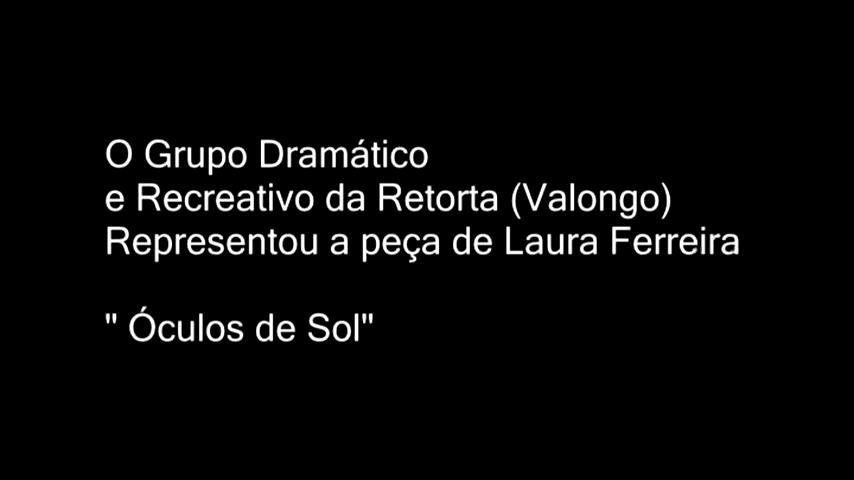 O Grupo Dramático
e Recreativo da Retorta (Valongo)
Representou a peça de Laura Ferreira
" Óculos de Sol"